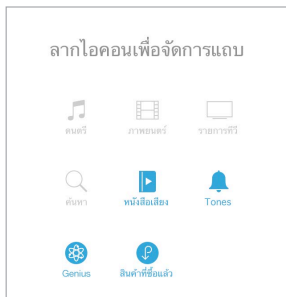 ลากไอคอนเพื่อจัดการแถบ
ดนตรี ภาพยนตร์ รายการทีวี
ค้นหา หนังสือเสียง Tones
Genius สินค้าที่ซื้อแล้ว